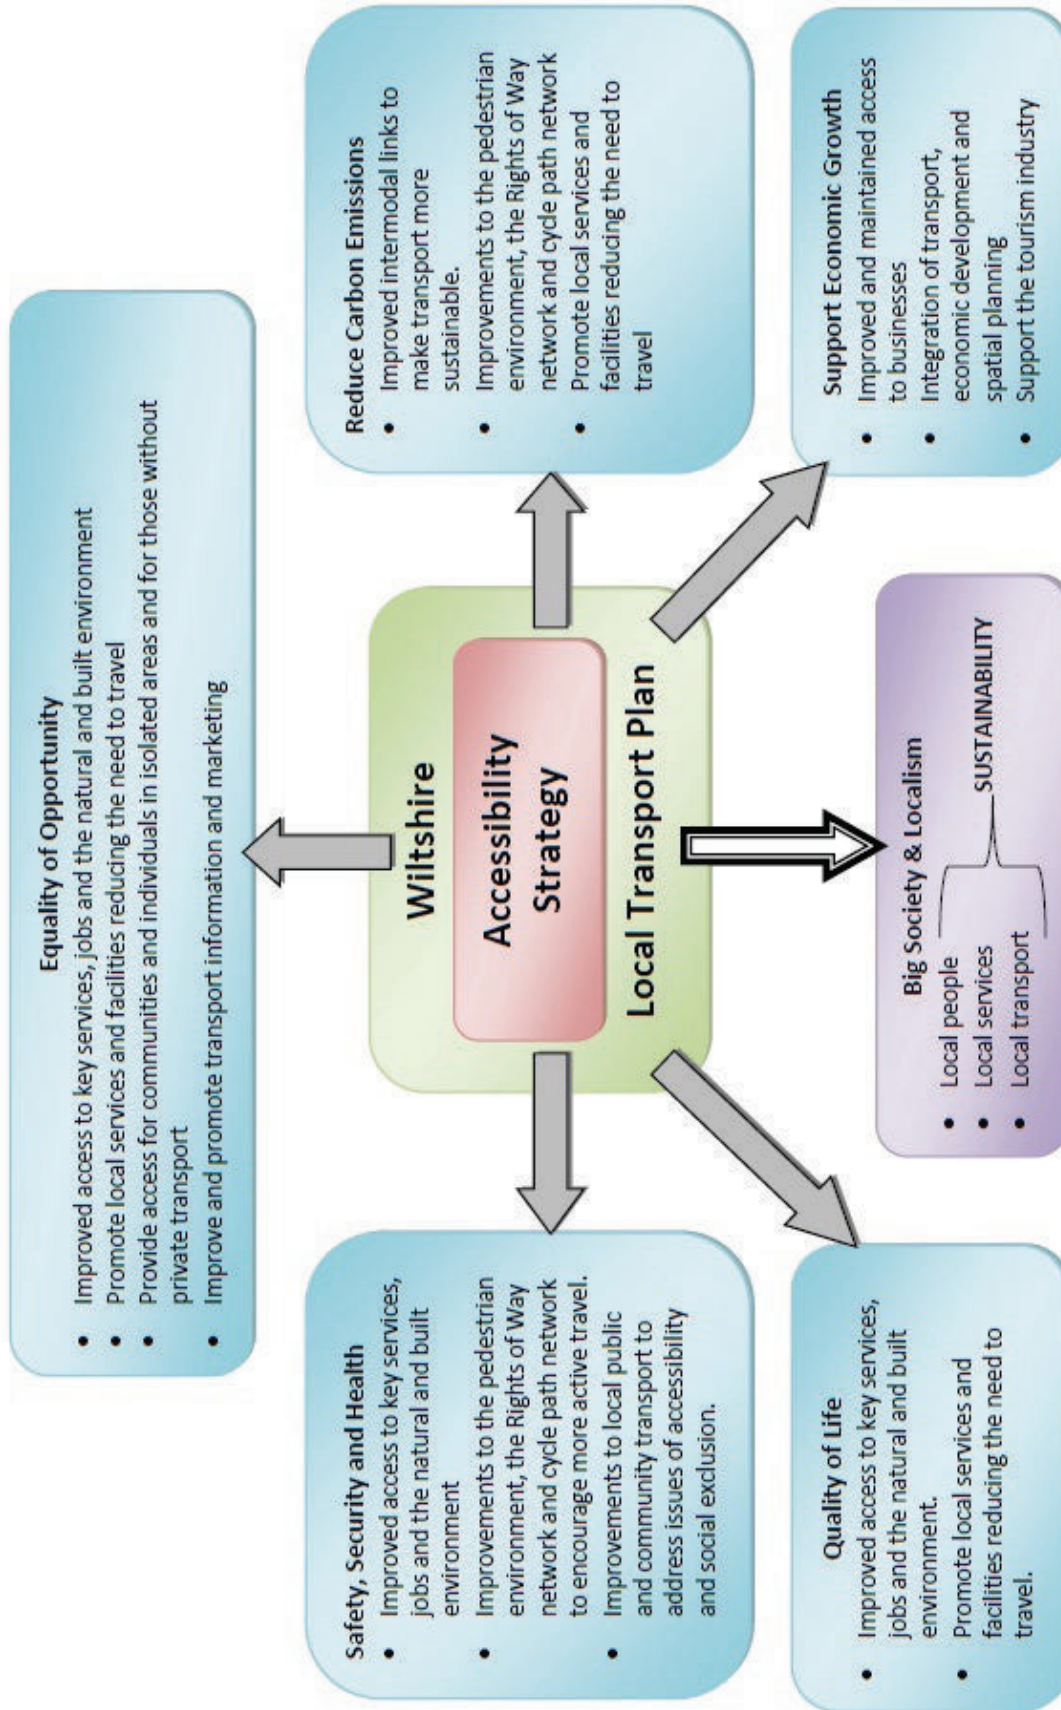 Equality of Opportunity
• Improved access to key services, jobs and the natural and built environment
• Promote local services and facilities reducing the need to travel
• Provide access for communities and individuals in isolated areas and for those without
private transport
• Improve and promote transport information and marketing
Safety, Security and Health
• Improved access to key services,
jobs and the natural and built
environment
• Improvements to the pedestrian
environment, the Rights of Way
network and cycle path network
to encourage more active travel.
• Improvements to local public
and community transport to
address issues of accessibility
and social exclusion.
Wiltshire
Accessibility
Strategy
Local Transport Plan
Reduce Carbon Emissions
• Improved intermodal links to
make transport more
sustainable.
• Improvements to the pedestrian
environment, the Rights of Way
network and cycle path network
• Promote local services and
facilities reducing the need to
travel
Quality of Life
• Improved access to key services,
jobs and the natural and built
environment.
• Promote local services and
facilities reducing the need to
travel.
Big Society & Localism
• Local people
• Local services
• Local transport
SUSTAINABILITY
Support Economic Growth
• Improved and maintained access
to businesses
• Integration of transport,
economic development and
spatial planning
• Support the tourism industry